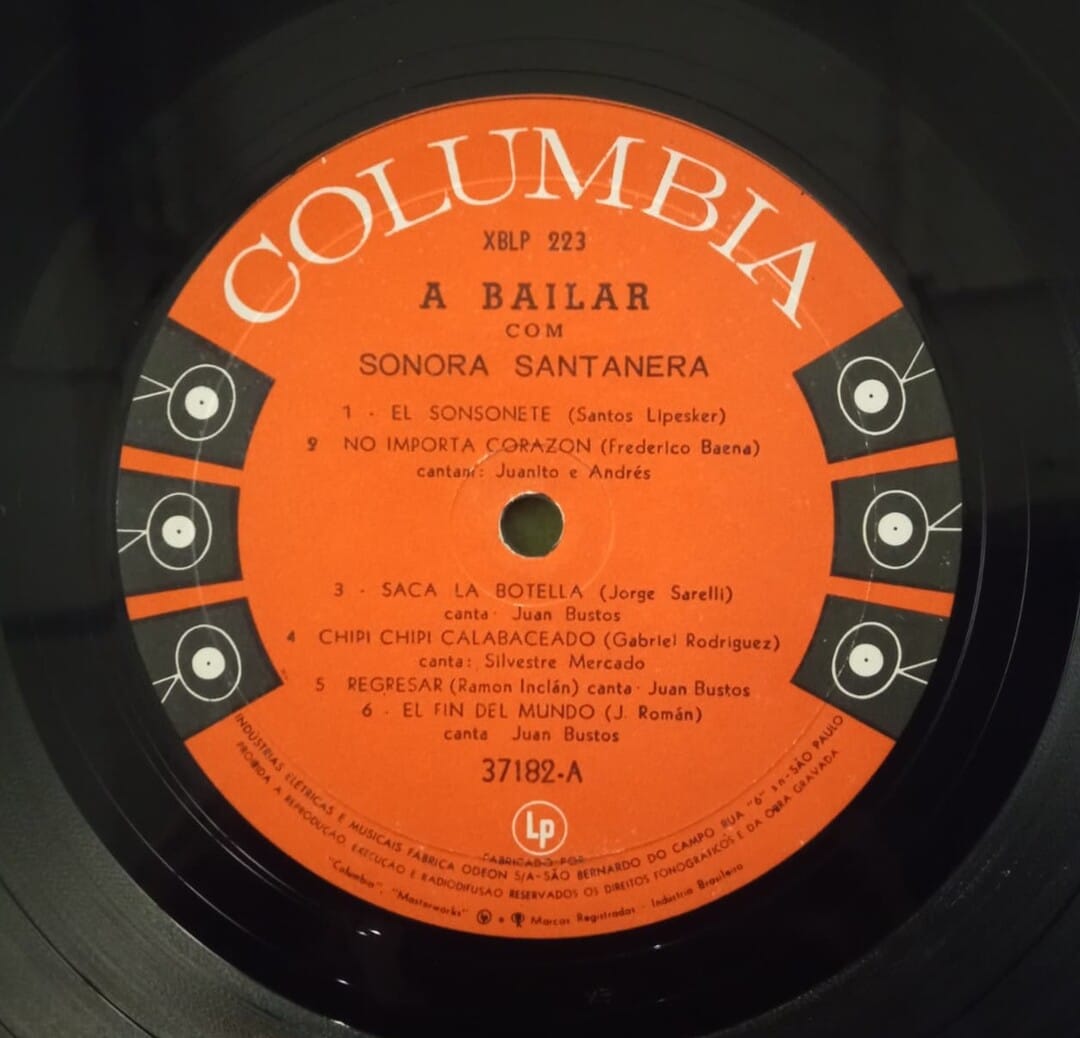 COLUMBIA
XBLP 223
A BAILAR
COM
SONORA SANTANERA
1 - EL SONSONETE (Santos Lipesker)
2 NO IMPORTA CORAZON (Frederico Baena)
cantam: Juanito e Andrés
3 - SACA LA BOTELLA (Jorge Sarelli)
canta · Juan Bustos
4 CHIPI CHIPI CALABACEADO (Gabriel Rodriguez)
canta: Silvestre Mercado
5 REGRESAR (Ramon Inclán) canta · Juan Bustos
6 - EL FIN DEL MUNDO (J. Román)
canta Juan Bustos
37182-A
Lp
FABRICADO POR
INDÚSTRIAS ELÉTRICAS E MUSICAIS FÁBRICA ODEON S/A-SÃO BERNARDO DO CAMPO RUA "6" sn-SÃO PAULO
PROIBIDA A REPRODUÇÃO, EXECUÇÃO E RADIODIFUSÃO RESERVADOS OS DIREITOS FONOGRÁFICOS E DA OBRA GRAVADA
"Columbia", "Masterworks" Lp e Marcas Registradas - Industria Brasileira